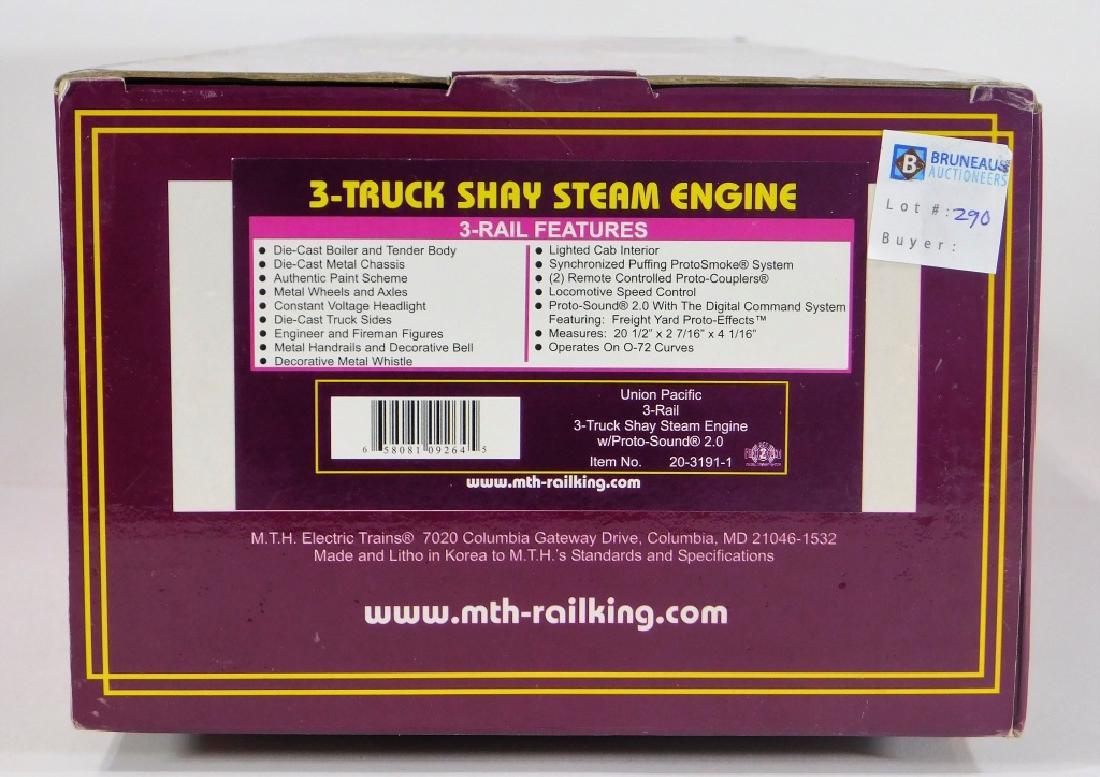 3-TRUCK SHAY STEAM ENGINE
3-RAIL FEATURES
● Die-Cast Boiler and Tender Body
● Die-Cast Metal Chassis
● Authentic Paint Scheme
● Metal Wheels and Axles
● Constant Voltage Headlight
● Die-Cast Truck Sides
● Engineer and Fireman Figures
● Metal Handrails and Decorative Bell
● Decorative Metal Whistle
● Lighted Cab Interior
● Synchronized Puffing ProtoSmoke® System
● (2) Remote Controlled Proto-Couplers®
● Locomotive Speed Control
● Proto-Sound® 2.0 With The Digital Command System
Featuring: Freight Yard Proto-Effects™
● Measures: 20 1/2" x 2 7/16" x 4 1/16"
● Operates On O-72 Curves
B BRUNEAU&
AUCTIONEERS
Lot #: 290
Buyer:
6 58081 09264 5
Union Pacific
3-Rail
3-Truck Shay Steam Engine
w/Proto-Sound® 2.0
Item No. 20-3191-1
www.mth-railking.com
M.T.H. Electric Trains® 7020 Columbia Gateway Drive, Columbia, MD 21046-1532
Made and Litho in Korea to M.T.H.'s Standards and Specifications
www.mth-railking.com